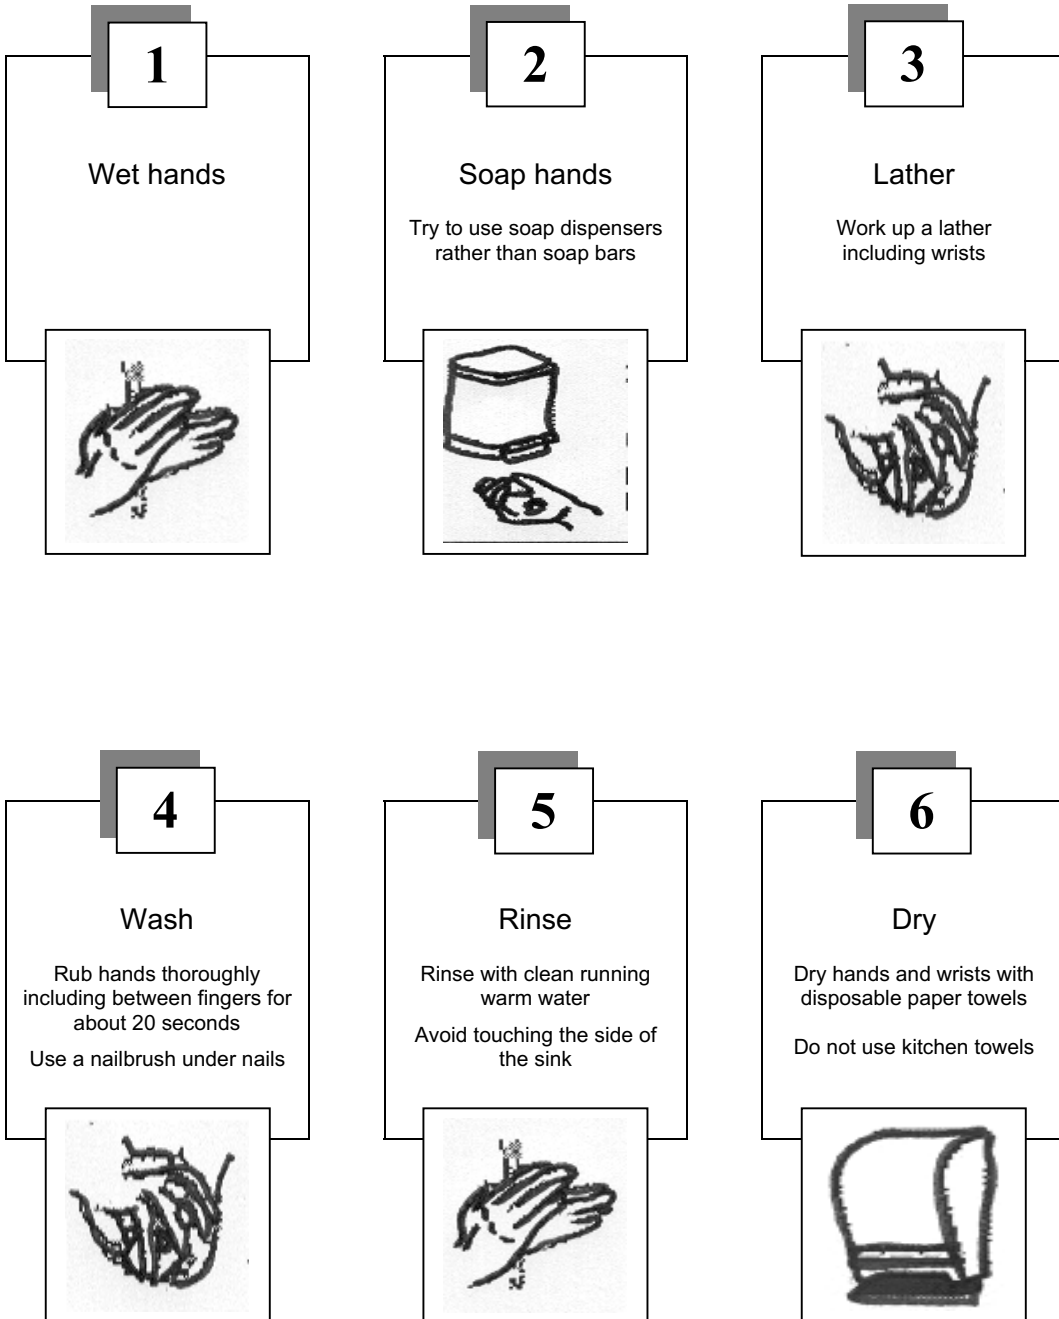 1
Wet hands
2
Soap hands
Try to use soap dispensers
rather than soap bars
3
Lather
Work up a lather
including wrists
4
Wash
Rub hands thoroughly
including between fingers for
about 20 seconds
Use a nailbrush under nails
5
Rinse
Rinse with clean running
warm water
Avoid touching the side of
the sink
6
Dry
Dry hands and wrists with
disposable paper towels
Do not use kitchen towels